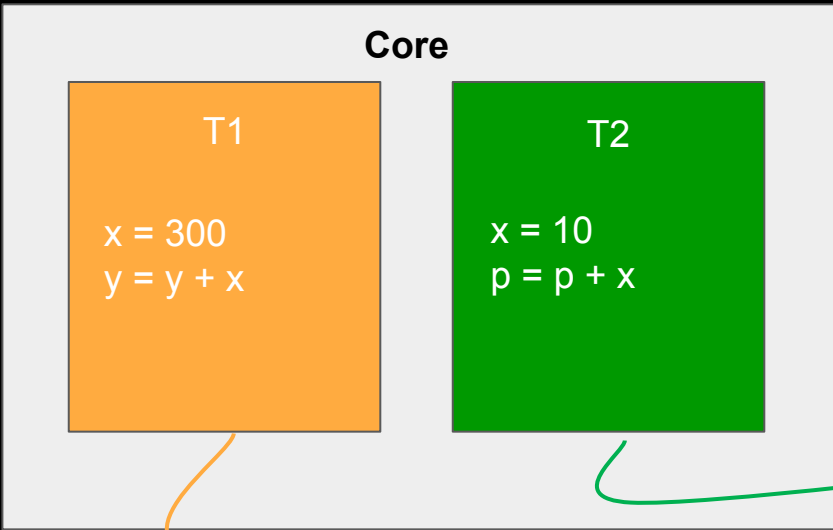 Core
T1
x = 300
y = y + x
T2
x = 10
p = p + x